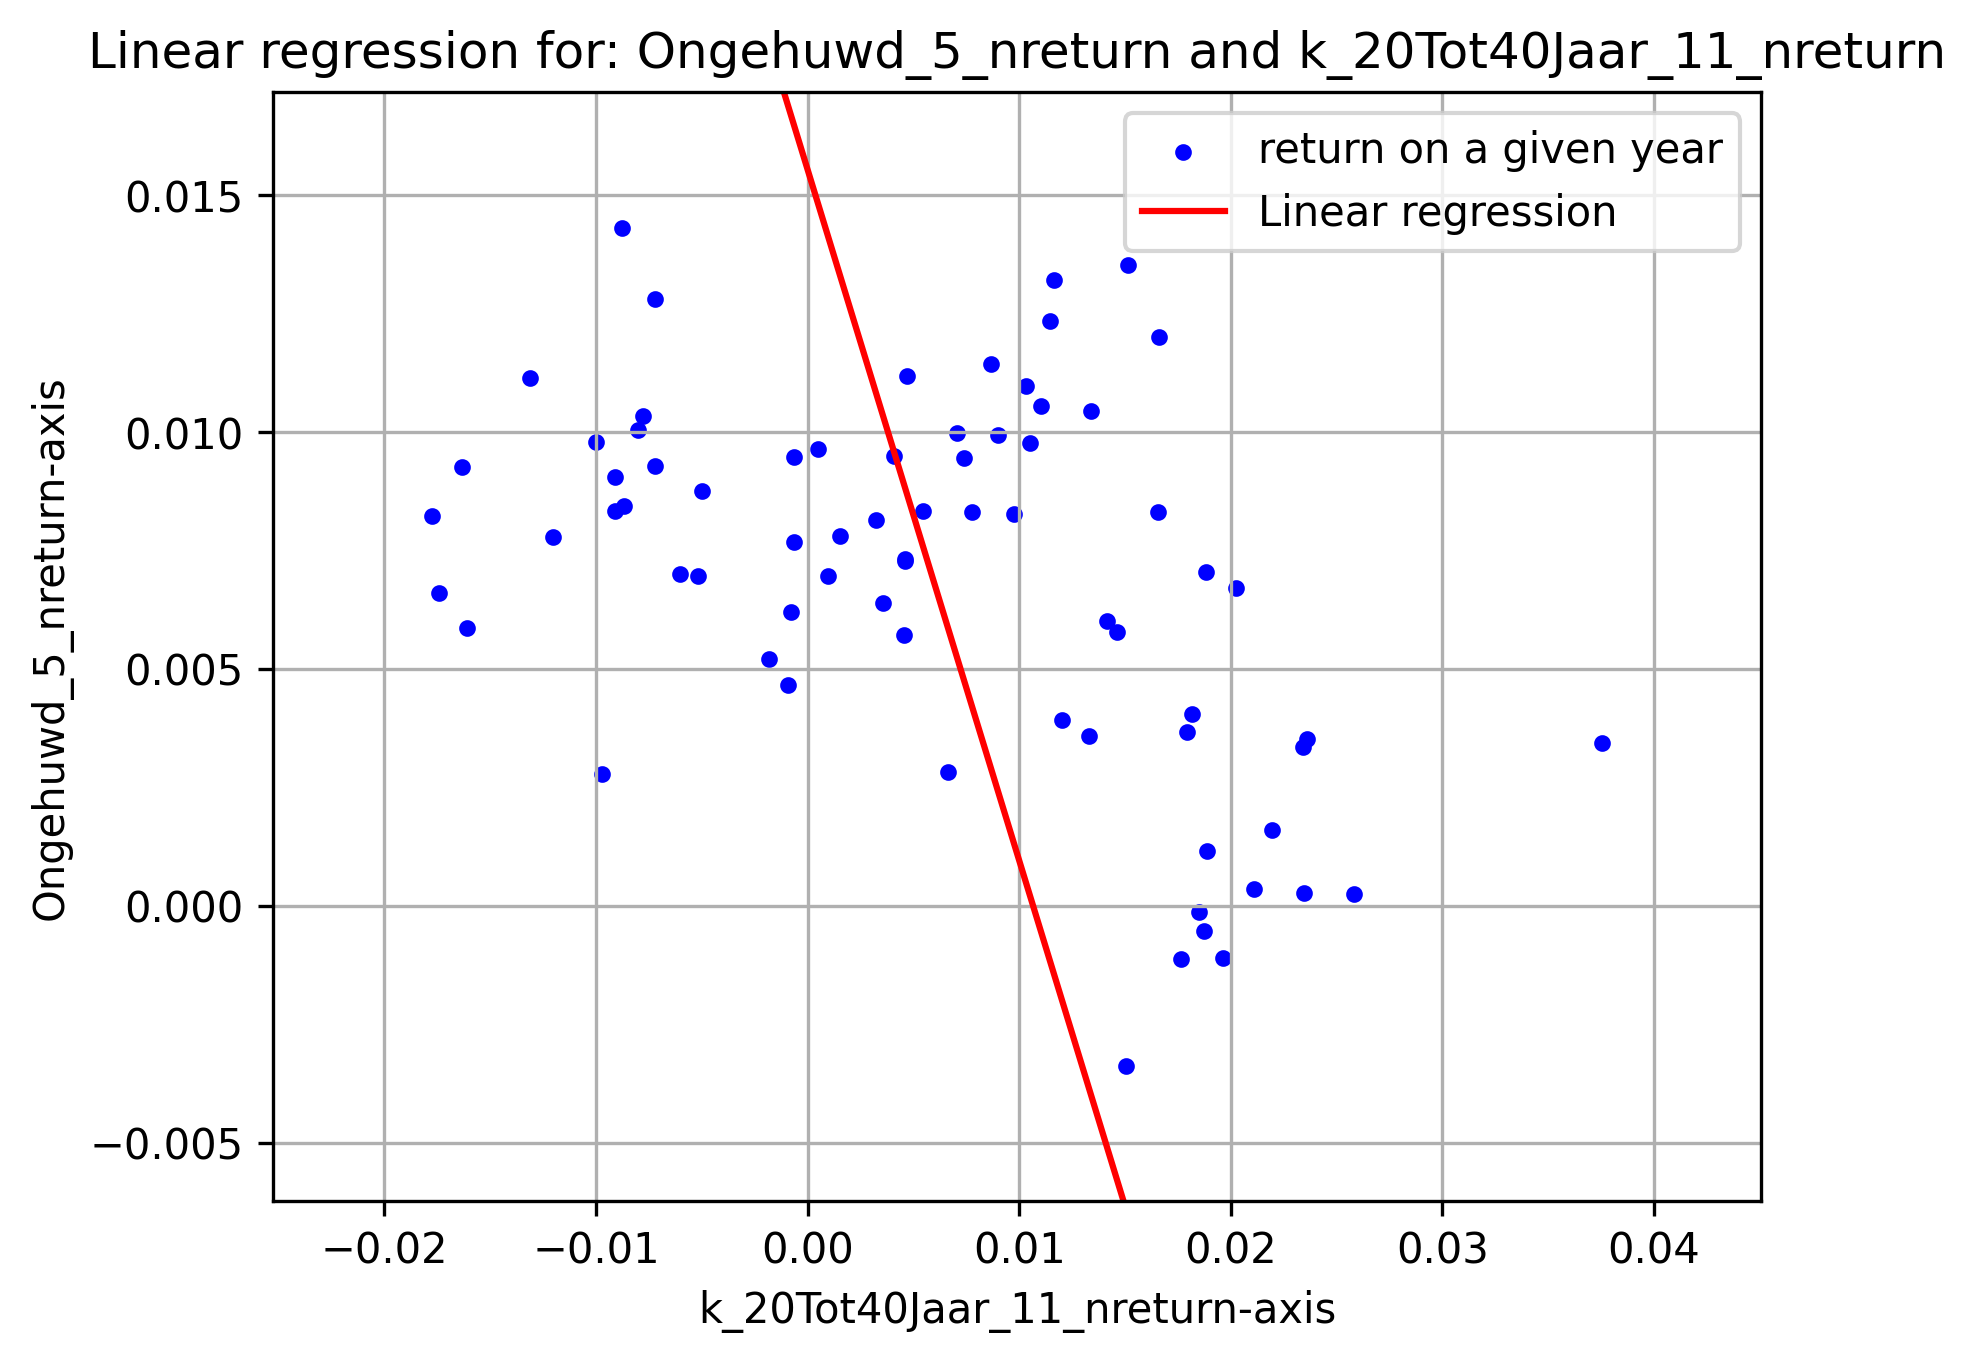 Linear regression for: Ongehuwd_5_nreturn and k_20Tot40Jaar_11_nreturn
return on a given year
Linear regression
0.015
0.010
0.005
0.000
−0.005
Ongehuwd_5_nreturn-axis
−0.02 −0.01 0.00 0.01 0.02 0.03 0.04
k_20Tot40Jaar_11_nreturn-axis